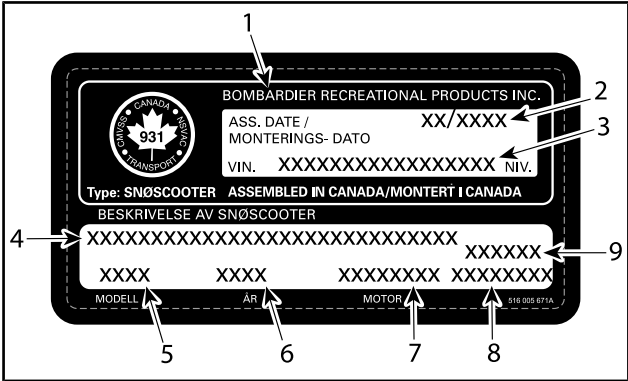 1
BOMBARDIER RECREATIONAL PRODUCTS INC.
CANADA
CMVSS
NSVAC
931
TRANSPORT
ASS. DATE /
MONTERINGS- DATO
XX/XXXX
2
3
VIN. XXXXXXXXXXXXXXXXX NIV.
Type: SNØSCOOTER ASSEMBLED IN CANADA/MONTERT I CANADA
BESKRIVELSE AV SNØSCOOTER
4
XXXXXXXXXXXXXXXXXXXXXXXXXXXXX
XXXXXX
9
XXXX XXXX XXXXXXXX XXXXXXXX
MODELL ÅR MOTOR 516 005 671A
5 6 7 8